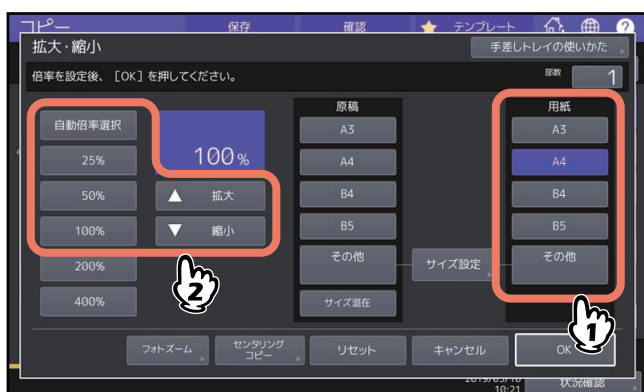 コピー 保存 確認 テンプレート ?
拡大・縮小 手差しトレイの使いかた
倍率を設定後、[OK] を押してください。 部数 1
原稿 用紙
自動倍率選択 A3 A3
25% 100% A4 A4
50% 拡大 B4 B4
100% 縮小 B5 B5
200% その他 サイズ設定 その他
400% サイズ混在
2 1
フォトズーム センタリング リセット キャンセル OK
コピー
10:21 状況確認